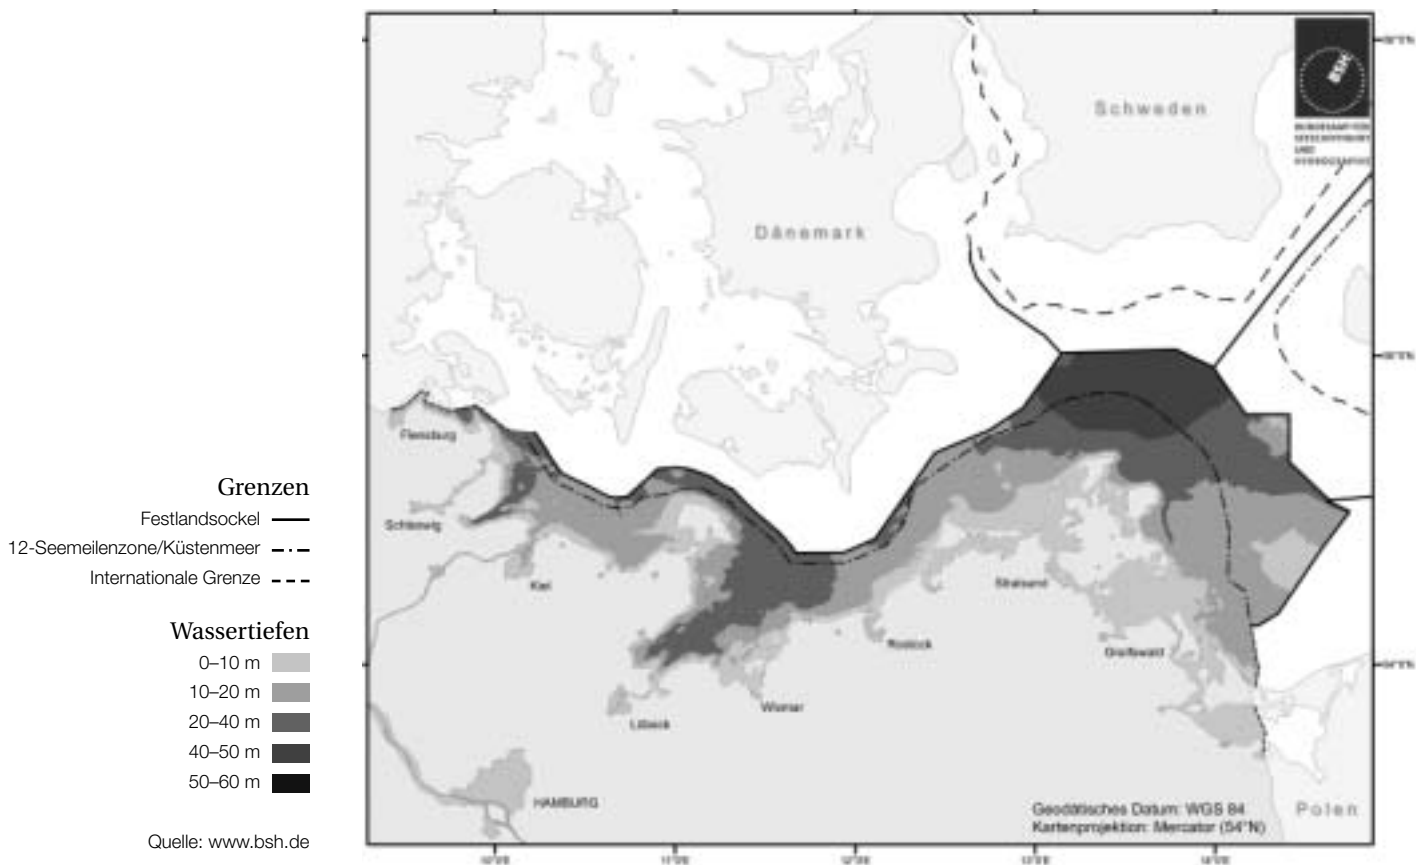 Grenzen
Festlandsockel
12-Seemeilenzone/Küstenmeer
Internationale Grenze
Wassertiefen
0–10 m
10–20 m
20–40 m
40–50 m
50–60 m
Quelle: www.bsh.de
BSH
Schweden
Dänemark
Flensburg
Schleswig
Kiel
Stralsund
Rostock
Greifswald
Wismar
Lübeck
HAMBURG
Geodätisches Datum: WGS 84
Kartenprojektion: Mercator (54°N)
Polen